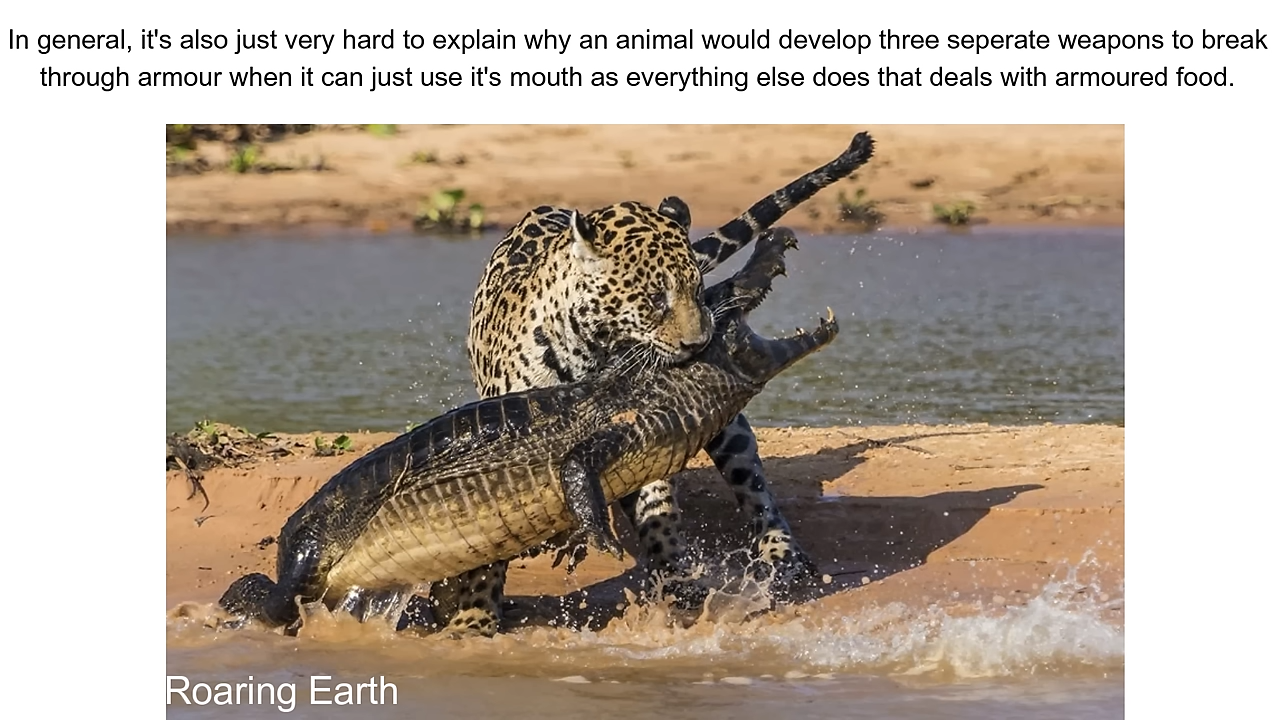 In general, it's also just very hard to explain why an animal would develop three seperate weapons to break
through armour when it can just use it's mouth as everything else does that deals with armoured food.
Roaring Earth